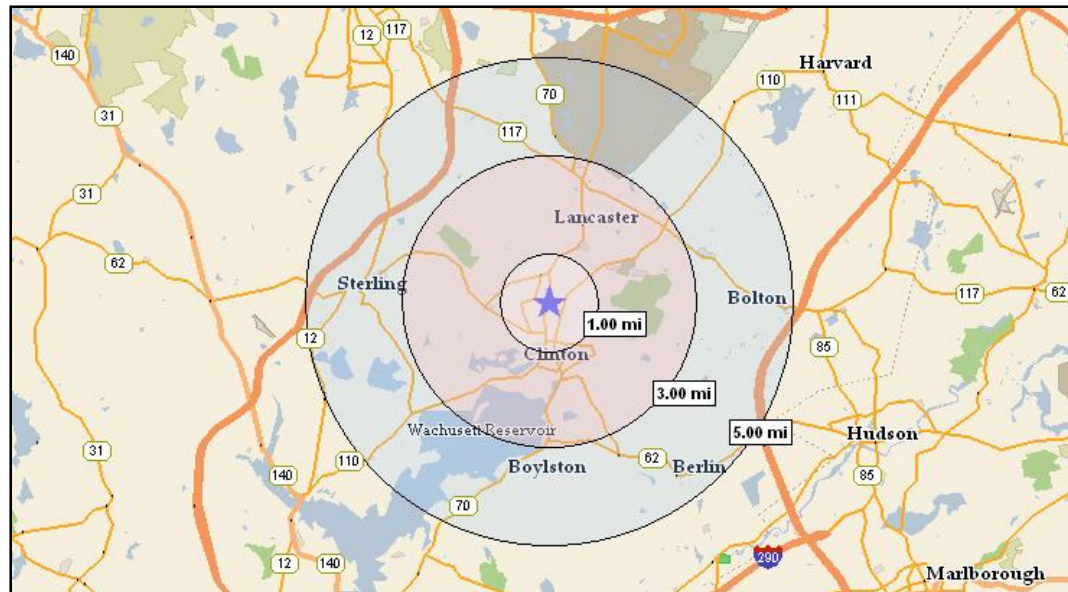 12
117
140
31
70
110
Harvard
111
117
31
31
Lancaster
62
Sterling
Bolton
117
62
1.00 mi
12
85
Clinton
3.00 mi
Wachusett Reservoir
5.00 mi
Hudson
31
110
Boylston
62
Berlin
140
85
70
290
12
140
Marlborough